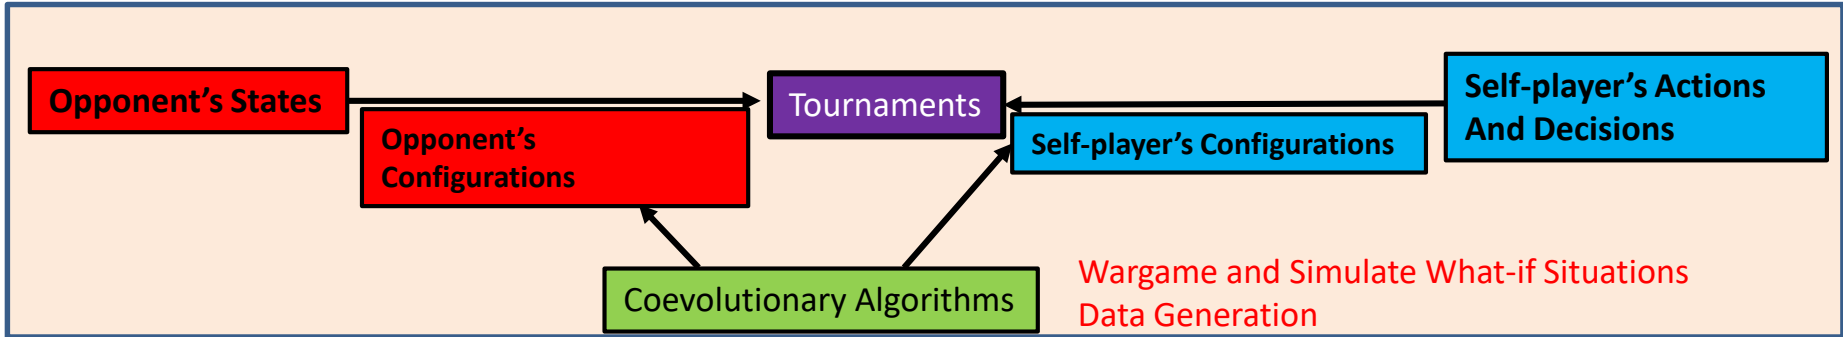 Opponent's States
Opponent's
Configurations
Tournaments
Self-player's Configurations
Self-player's Actions
And Decisions
Coevolutionary Algorithms
Wargame and Simulate What-if Situations
Data Generation